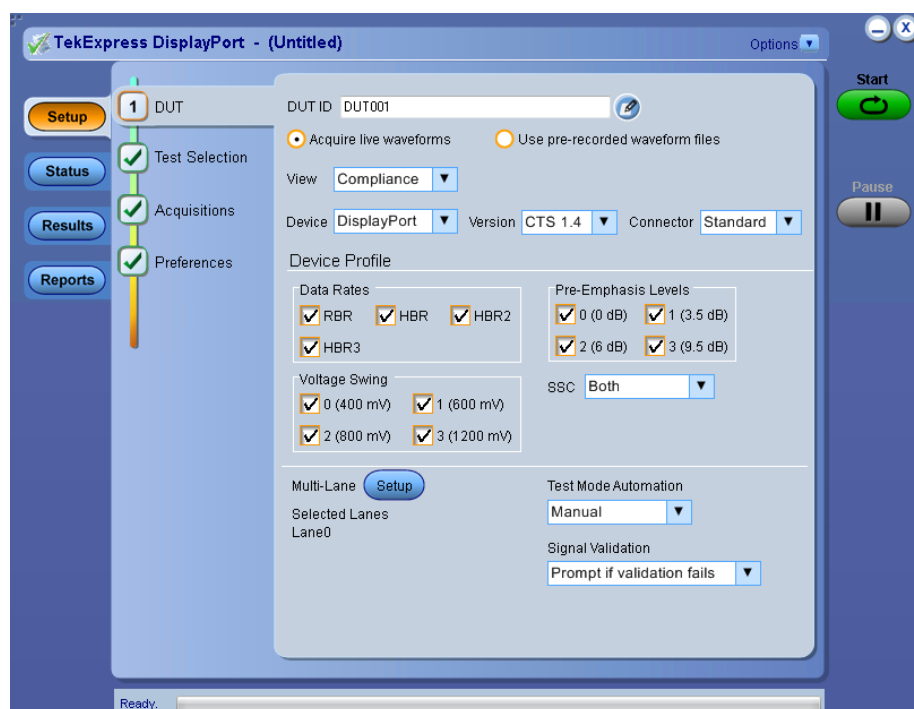 TekExpress DisplayPort - (Untitled)
Options
X
Start
Pause
Setup
Status
Results
Reports
1 DUT
Test Selection
Acquisitions
Preferences
DUT ID DUT001
Acquire live waveforms Use pre-recorded waveform files
View Compliance
Device DisplayPort Version CTS 1.4 Connector Standard
Device Profile
Data Rates
RBR HBR HBR2
HBR3
Pre-Emphasis Levels
0 (0 dB) 1 (3.5 dB)
2 (6 dB) 3 (9.5 dB)
Voltage Swing
0 (400 mV) 1 (600 mV)
2 (800 mV) 3 (1200 mV)
SSC Both
Multi-Lane Setup
Selected Lanes
Lane0
Test Mode Automation
Manual
Signal Validation
Prompt if validation fails
Ready.